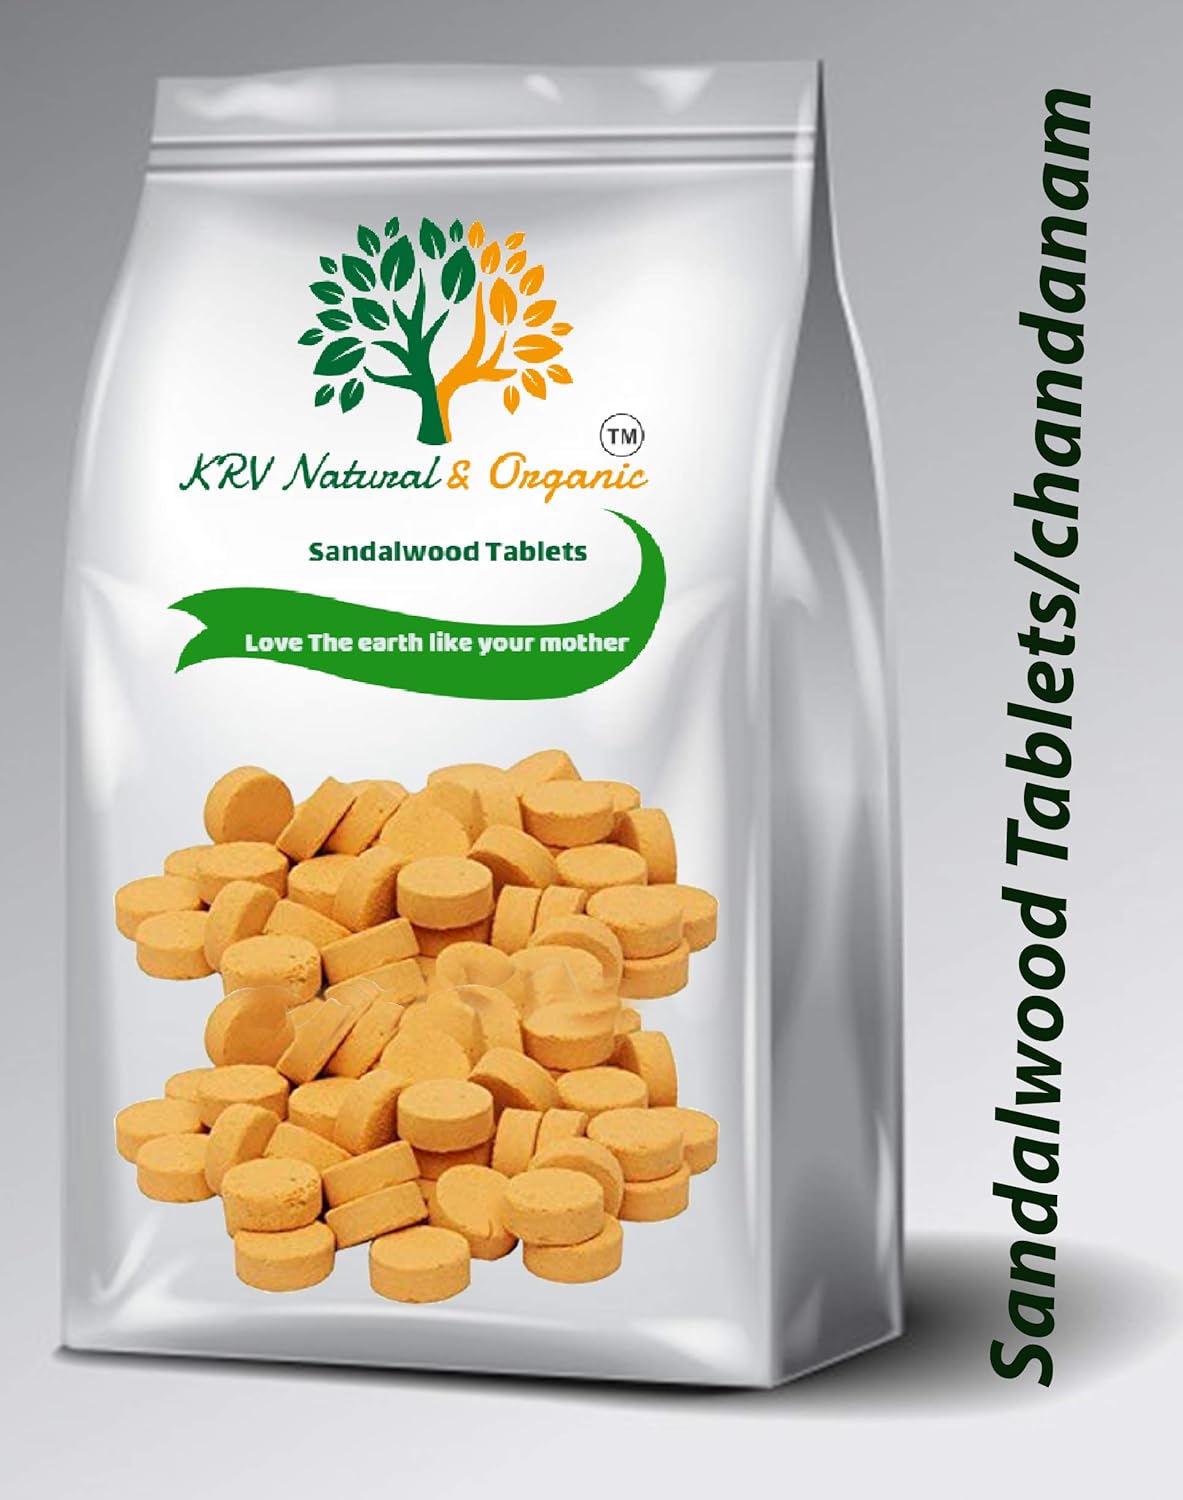 TM
KRV Natural & Organic
Sandalwood Tablets
Love The earth like your mother
Sandalwood Tablets/chandanam